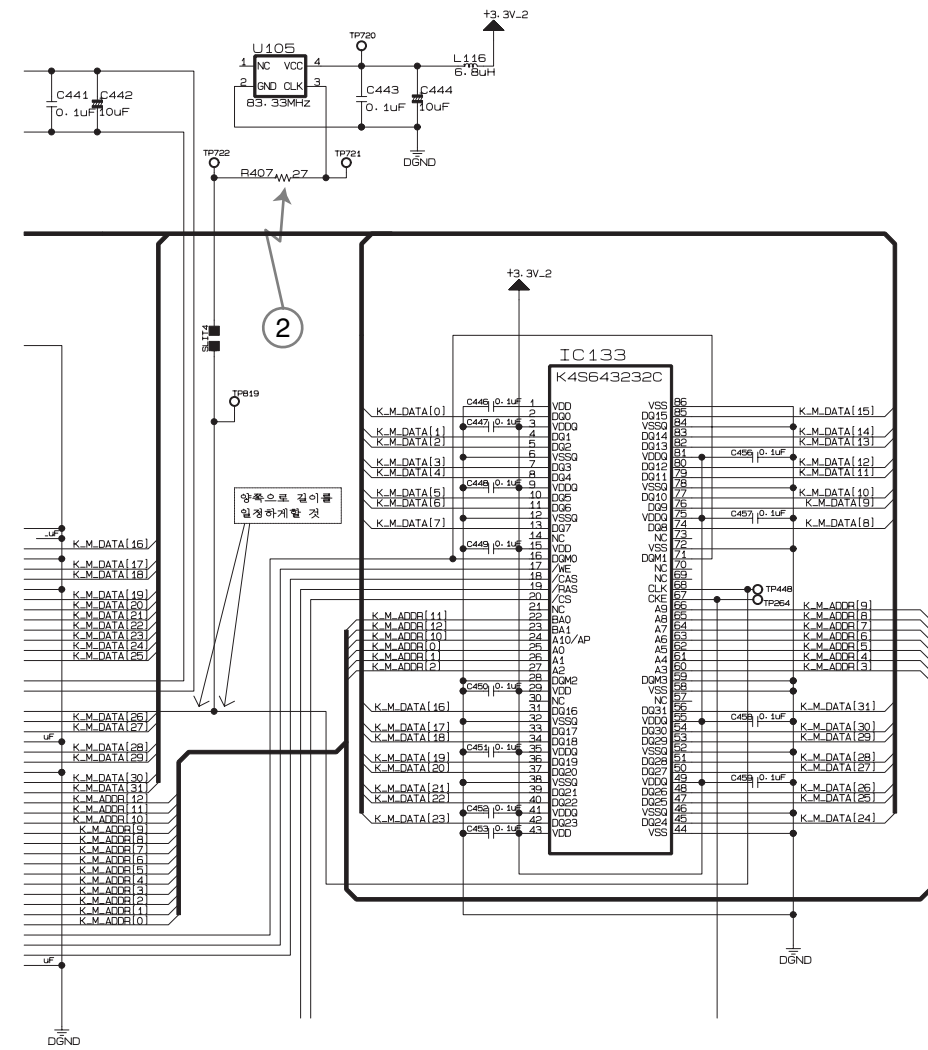 +3.3V_2
TP720
U105
1 NC VCC 4
2 GND CLK 3
83.33MHz
L116
6.8uH
C441
0.1uF
C442
10uF
C443
0.1uF
C444
10uF
DGND
TP722
R407 27
TP721
2
SLIT4
TP819
양쪽으로 길이를
일정하게할 것
+3.3V_2
IC133
K4S643232C
C446 0.1uF
C447 0.1uF
C448 0.1uF
C449 0.1uF
C450 0.1uF
C451 0.1uF
C452 0.1uF
C453 0.1uF
K_M_DATA[0]
K_M_DATA[1]
K_M_DATA[2]
K_M_DATA[3]
K_M_DATA[4]
K_M_DATA[5]
K_M_DATA[6]
K_M_DATA[7]
K_M_ADDR[11]
K_M_ADDR[12]
K_M_ADDR[10]
K_M_ADDR[0]
K_M_ADDR[1]
K_M_ADDR[2]
K_M_DATA[16]
K_M_DATA[17]
K_M_DATA[18]
K_M_DATA[19]
K_M_DATA[20]
K_M_DATA[21]
K_M_DATA[22]
K_M_DATA[23]
1 VDD
2 DQ0
3 VDDQ
4 DQ1
5 DQ2
6 VSSQ
7 DQ3
8 DQ4
9 VDDQ
10 DQ5
11 DQ6
12 VSSQ
13 DQ7
14 NC
15 VDD
16 DQM0
17 /WE
18 /CAS
19 /RAS
20 /CS
21 NC
22 BA0
23 BA1
24 A10/AP
25 A0
26 A1
27 A2
28 DQM2
29 VDD
30 NC
31 DQ16
32 VSSQ
33 DQ17
34 DQ18
35 VDDQ
36 DQ19
37 DQ20
38 VSSQ
39 DQ21
40 DQ22
41 VDDQ
42 DQ23
43 VDD
VSS 86
DQ15 85
VSSQ 84
DQ14 83
DQ13 82
VDDQ 81
DQ12 80
DQ11 79
VSSQ 78
DQ10 77
DQ9 76
VDDQ 75
DQ8 74
NC 73
VSS 72
DQM1 71
NC 70
NC 69
CLK 68
CKE 67
A9 66
A8 65
A7 64
A6 63
A5 62
A4 61
A3 60
DQM3 59
VSS 58
NC 57
DQ31 56
VDDQ 55
DQ30 54
DQ29 53
VSSQ 52
DQ28 51
DQ27 50
VDDQ 49
DQ26 48
DQ25 47
VSSQ 46
DQ24 45
VSS 44
C456 0.1uF
C457 0.1uF
C458 0.1uF
C459 0.1uF
TP448
TP264
K_M_DATA[15]
K_M_DATA[14]
K_M_DATA[13]
K_M_DATA[12]
K_M_DATA[11]
K_M_DATA[10]
K_M_DATA[9]
K_M_DATA[8]
K_M_ADDR[9]
K_M_ADDR[8]
K_M_ADDR[7]
K_M_ADDR[6]
K_M_ADDR[5]
K_M_ADDR[4]
K_M_ADDR[3]
K_M_DATA[31]
K_M_DATA[30]
K_M_DATA[29]
K_M_DATA[28]
K_M_DATA[27]
K_M_DATA[26]
K_M_DATA[25]
K_M_DATA[24]
DGND
uF
K_M_DATA[16]
K_M_DATA[17]
K_M_DATA[18]
K_M_DATA[19]
K_M_DATA[20]
K_M_DATA[21]
K_M_DATA[22]
K_M_DATA[23]
K_M_DATA[24]
K_M_DATA[25]
K_M_DATA[26]
K_M_DATA[27]
uF
K_M_DATA[28]
K_M_DATA[29]
K_M_DATA[30]
K_M_DATA[31]
K_M_ADDR[12]
K_M_ADDR[11]
K_M_ADDR[10]
K_M_ADDR[9]
K_M_ADDR[8]
K_M_ADDR[7]
K_M_ADDR[6]
K_M_ADDR[5]
K_M_ADDR[4]
K_M_ADDR[3]
K_M_ADDR[2]
K_M_ADDR[1]
K_M_ADDR[0]
uF
DGND